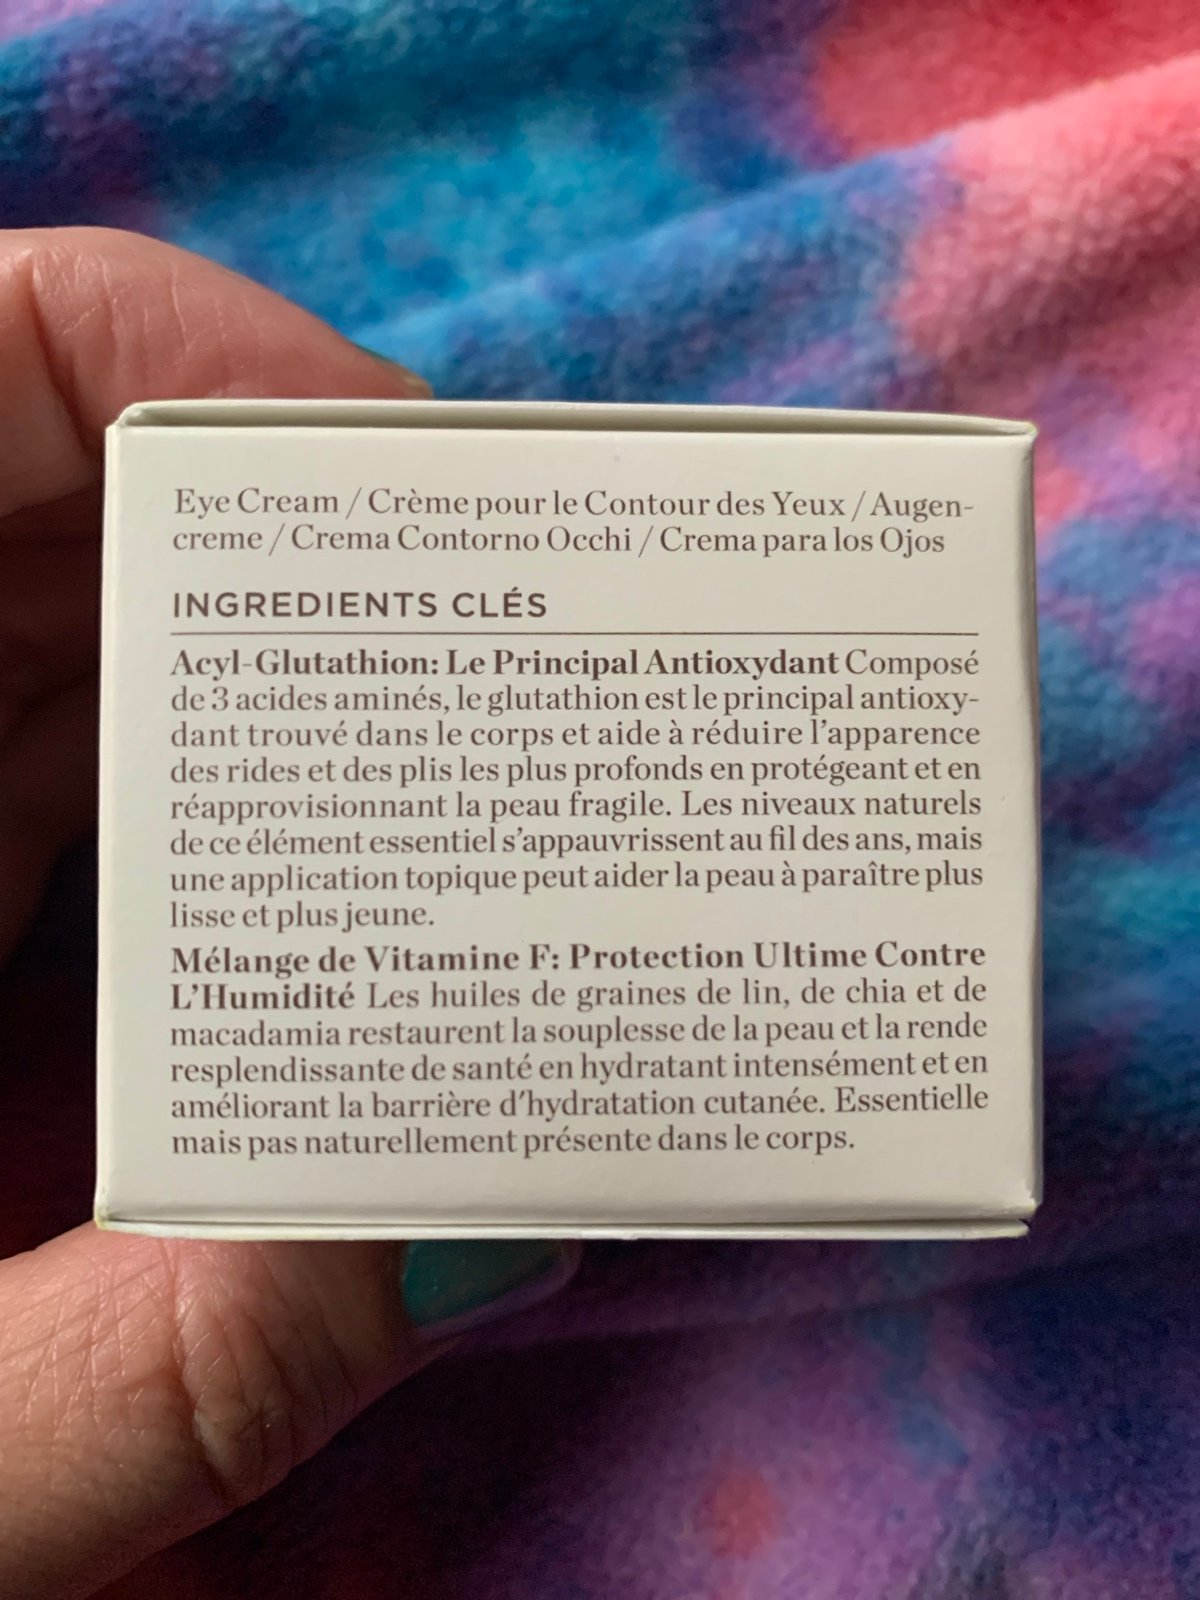 Eye Cream / Crème pour le Contour des Yeux / Augen-
creme / Crema Contorno Occhi / Crema para los Ojos
INGREDIENTS CLÉS
Acyl-Glutathion: Le Principal Antioxydant Composé
de 3 acides aminés, le glutathion est le principal antioxy-
dant trouvé dans le corps et aide à réduire l'apparence
des rides et des plis les plus profonds en protégeant et en
réapprovisionnant la peau fragile. Les niveaux naturels
de ce élément essentiel s'appauvrissent au fil des ans, mais
une application topique peut aider la peau à paraître plus
lisse et plus jeune.
Mélange de Vitamine F: Protection Ultime Contre
L'Humidité Les huiles de graines de lin, de chia et de
macadamia restaurent la souplesse de la peau et la rende
resplendissante de santé en hydratant intensément et en
améliorant la barrière d'hydratation cutanée. Essentielle
mais pas naturellement présente dans le corps.